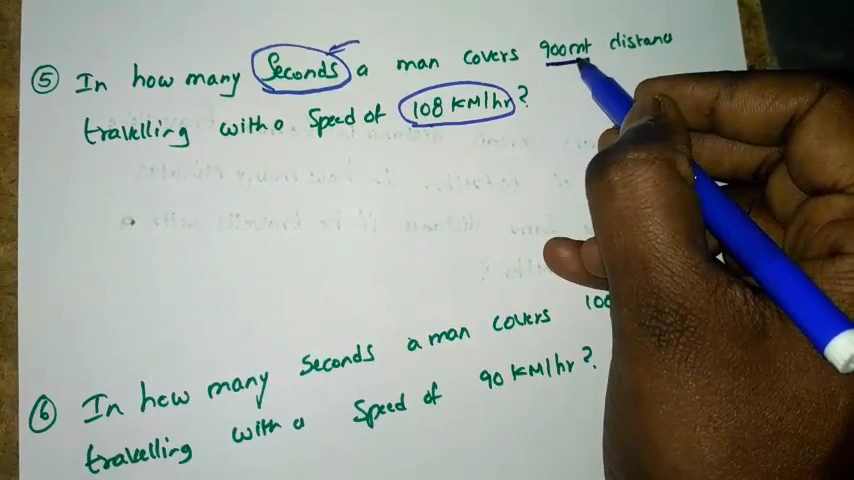 ⑤ In how many Seconds a man covers 900mt distance
travelling with a Speed of 108 KM/hr?
⑥ In how many Seconds a man covers
travelling with a Speed of 90 KM/hr?